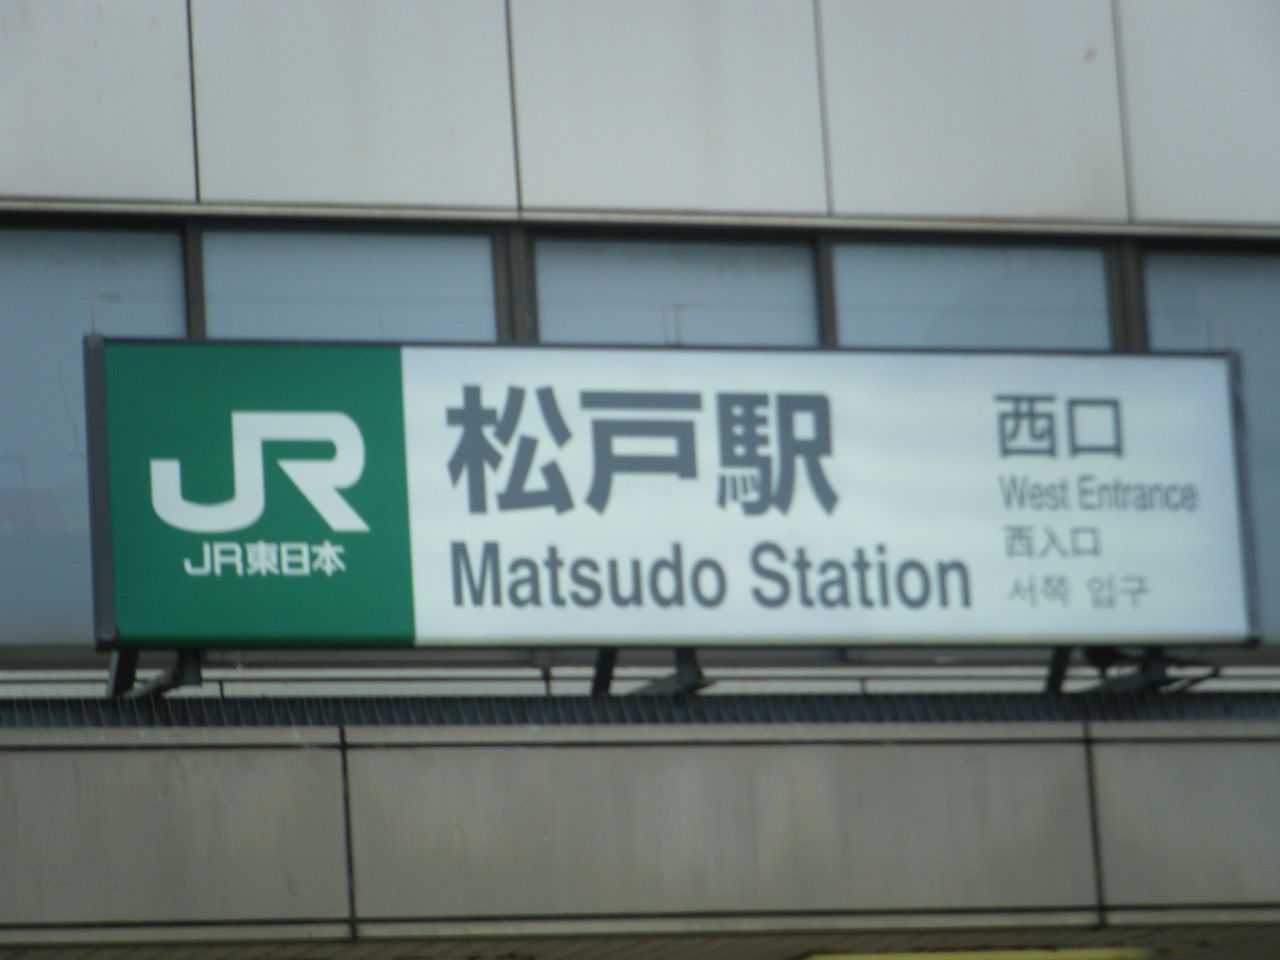 JR
JR東日本
松戸駅
Matsudo Station
西口
West Entrance
西入口
서쪽 입구